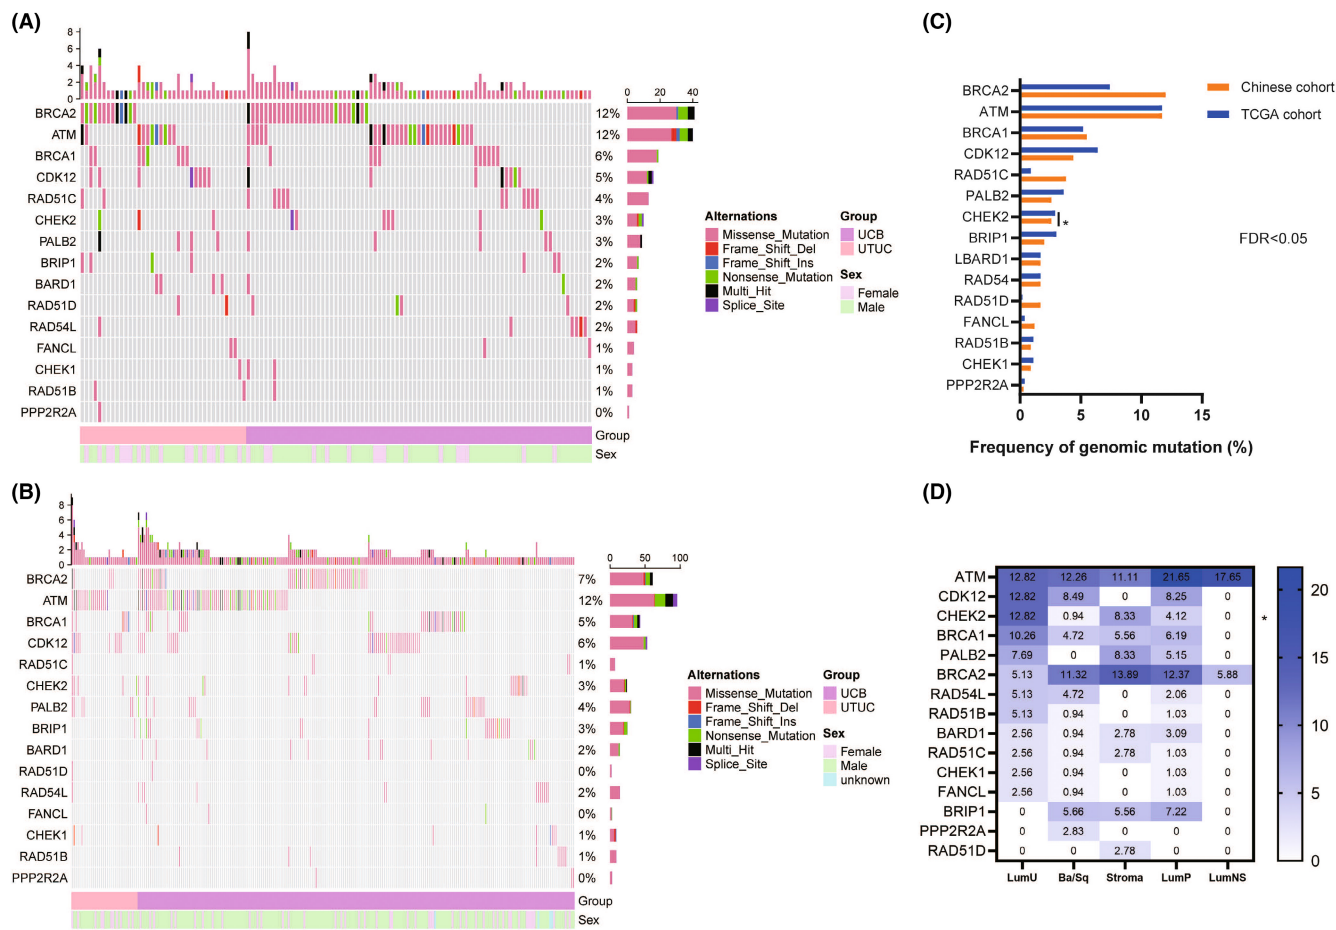 (A)
8
6
4
2
0
0 20 40
BRCA2 12%
ATM 12%
BRCA1 6%
CDK12 5%
RAD51C 4%
CHEK2 3%
PALB2 3%
BRIP1 2%
BARD1 2%
RAD51D 2%
RAD54L 2%
FANCL 1%
CHEK1 1%
RAD51B 1%
PPP2R2A 0%
Group
Sex
Alternations
Missense_Mutation
Frame_Shift_Del
Frame_Shift_Ins
Nonsense_Mutation
Multi_Hit
Splice_Site
Group
UCB
UTUC
Sex
Female
Male
(B)
8
6
4
2
0
0 50 100
BRCA2 7%
ATM 12%
BRCA1 5%
CDK12 6%
RAD51C 1%
CHEK2 3%
PALB2 4%
BRIP1 3%
BARD1 2%
RAD51D 0%
RAD54L 2%
FANCL 0%
CHEK1 1%
RAD51B 1%
PPP2R2A 0%
Group
Sex
Alternations
Missense_Mutation
Frame_Shift_Del
Frame_Shift_Ins
Nonsense_Mutation
Multi_Hit
Splice_Site
Group
UCB
UTUC
Sex
Female
Male
unknown
(C)
BRCA2
ATM
BRCA1
CDK12
RAD51C
PALB2
CHEK2
BRIP1
LBARD1
RAD54
RAD51D
FANCL
RAD51B
CHEK1
PPP2R2A
*
0 5 10 15
Frequency of genomic mutation (%)
Chinese cohort
TCGA cohort
FDR<0.05
(D)
ATM 12.82 12.26 11.11 21.65 17.65
CDK12 12.82 8.49 0 8.25 0
CHEK2 12.82 0.94 8.33 4.12 0 *
BRCA1 10.26 4.72 5.56 6.19 0
PALB2 7.69 0 8.33 5.15 0
BRCA2 5.13 11.32 13.89 12.37 5.88
RAD54L 5.13 4.72 0 2.06 0
RAD51B 5.13 0.94 0 1.03 0
BARD1 2.56 0.94 2.78 3.09 0
RAD51C 2.56 0.94 2.78 1.03 0
CHEK1 2.56 0.94 0 1.03 0
FANCL 2.56 0.94 0 1.03 0
BRIP1 0 5.66 5.56 7.22 0
PPP2R2A 0 2.83 0 0 0
RAD51D 0 0 2.78 0 0
LumU Ba/Sq Stroma LumP LumNS
20
15
10
5
0